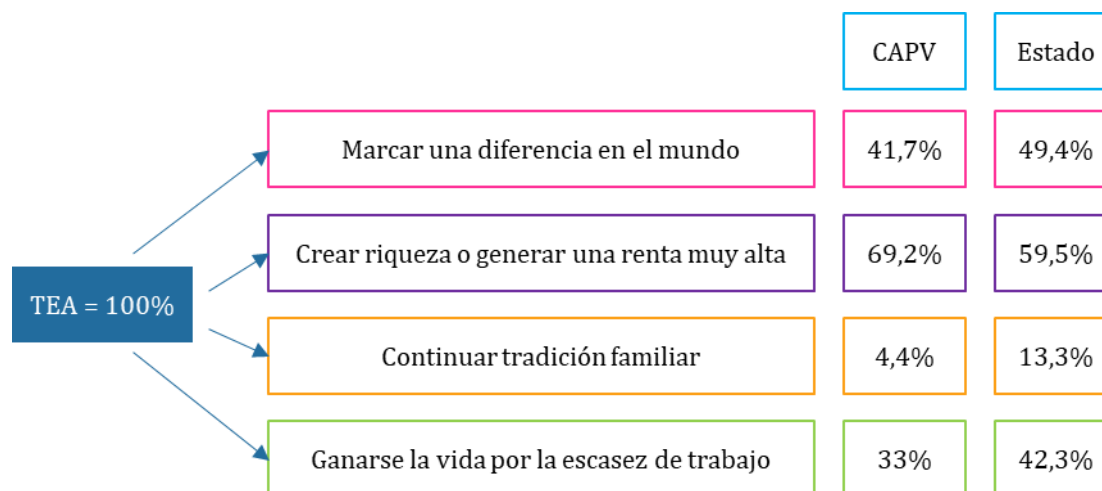 CAPV Estado
Marcar una diferencia en el mundo 41,7% 49,4%
Crear riqueza o generar una renta muy alta 69,2% 59,5%
TEA = 100%
Continuar tradición familiar 4,4% 13,3%
Ganarse la vida por la escasez de trabajo 33% 42,3%